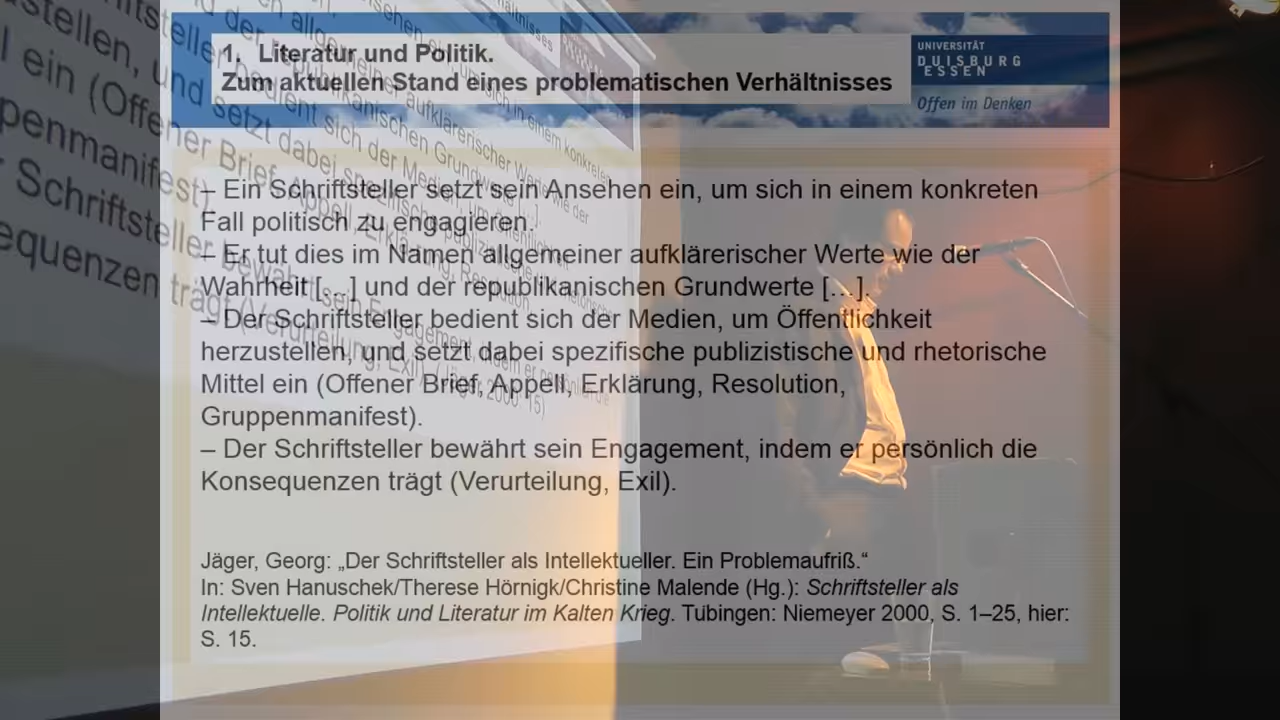 1. Literatur und Politik.
Zum aktuellen Stand eines problematischen Verhältnisses
UNIVERSITÄT
DUISBURG
ESSEN
Offen im Denken
– Ein Schriftsteller setzt sein Ansehen ein, um sich in einem konkreten
Fall politisch zu engagieren.
– Er tut dies im Namen allgemeiner aufklärerischer Werte wie der
Wahrheit […] und der republikanischen Grundwerte […].
– Der Schriftsteller bedient sich der Medien, um Öffentlichkeit
herzustellen, und setzt dabei spezifische publizistische und rhetorische
Mittel ein (Offener Brief, Appell, Erklärung, Resolution,
Gruppenmanifest).
– Der Schriftsteller bewährt sein Engagement, indem er persönlich die
Konsequenzen trägt (Verurteilung, Exil).
Jäger, Georg: „Der Schriftsteller als Intellektueller. Ein Problemaufriß.“
In: Sven Hanuschek/Therese Hörnigk/Christine Malende (Hg.): Schriftsteller als
Intellektuelle. Politik und Literatur im Kalten Krieg. Tübingen: Niemeyer 2000, S. 1–25, hier:
S. 15.